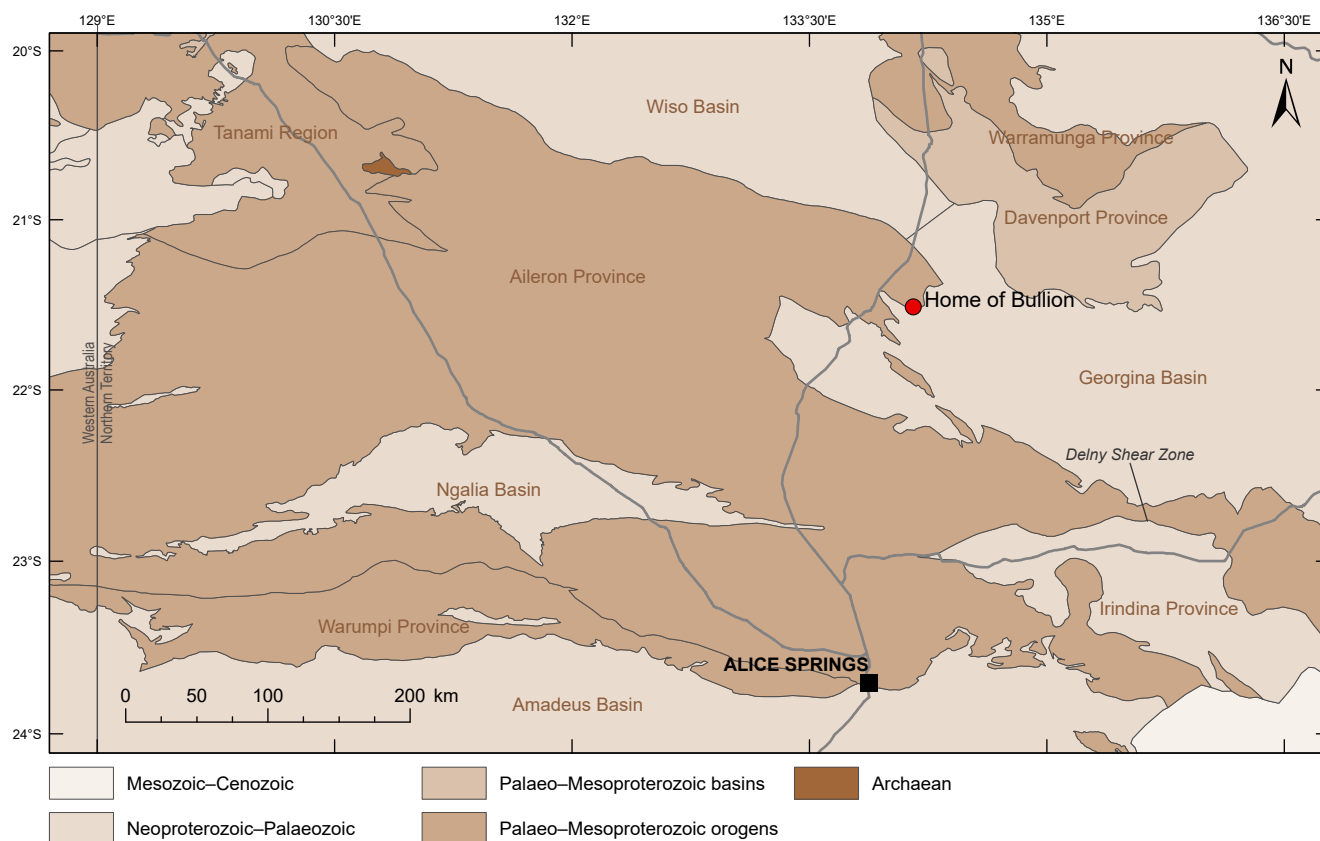 129°E
130°30'E
132°E
133°30'E
135°E
136°30'E
20°S
21°S
22°S
23°S
24°S
N
Wiso Basin
Tanami Region
Warramunga Province
Davenport Province
Aileron Province
Home of Bullion
Western Australia
Northern Territory
Georgina Basin
Delny Shear Zone
Ngalia Basin
Irindina Province
Warumpi Province
ALICE SPRINGS
Amadeus Basin
0 50 100 200 km
Mesozoic–Cenozoic
Palaeo–Mesoproterozoic basins
Archaean
Neoproterozoic–Palaeozoic
Palaeo–Mesoproterozoic orogens